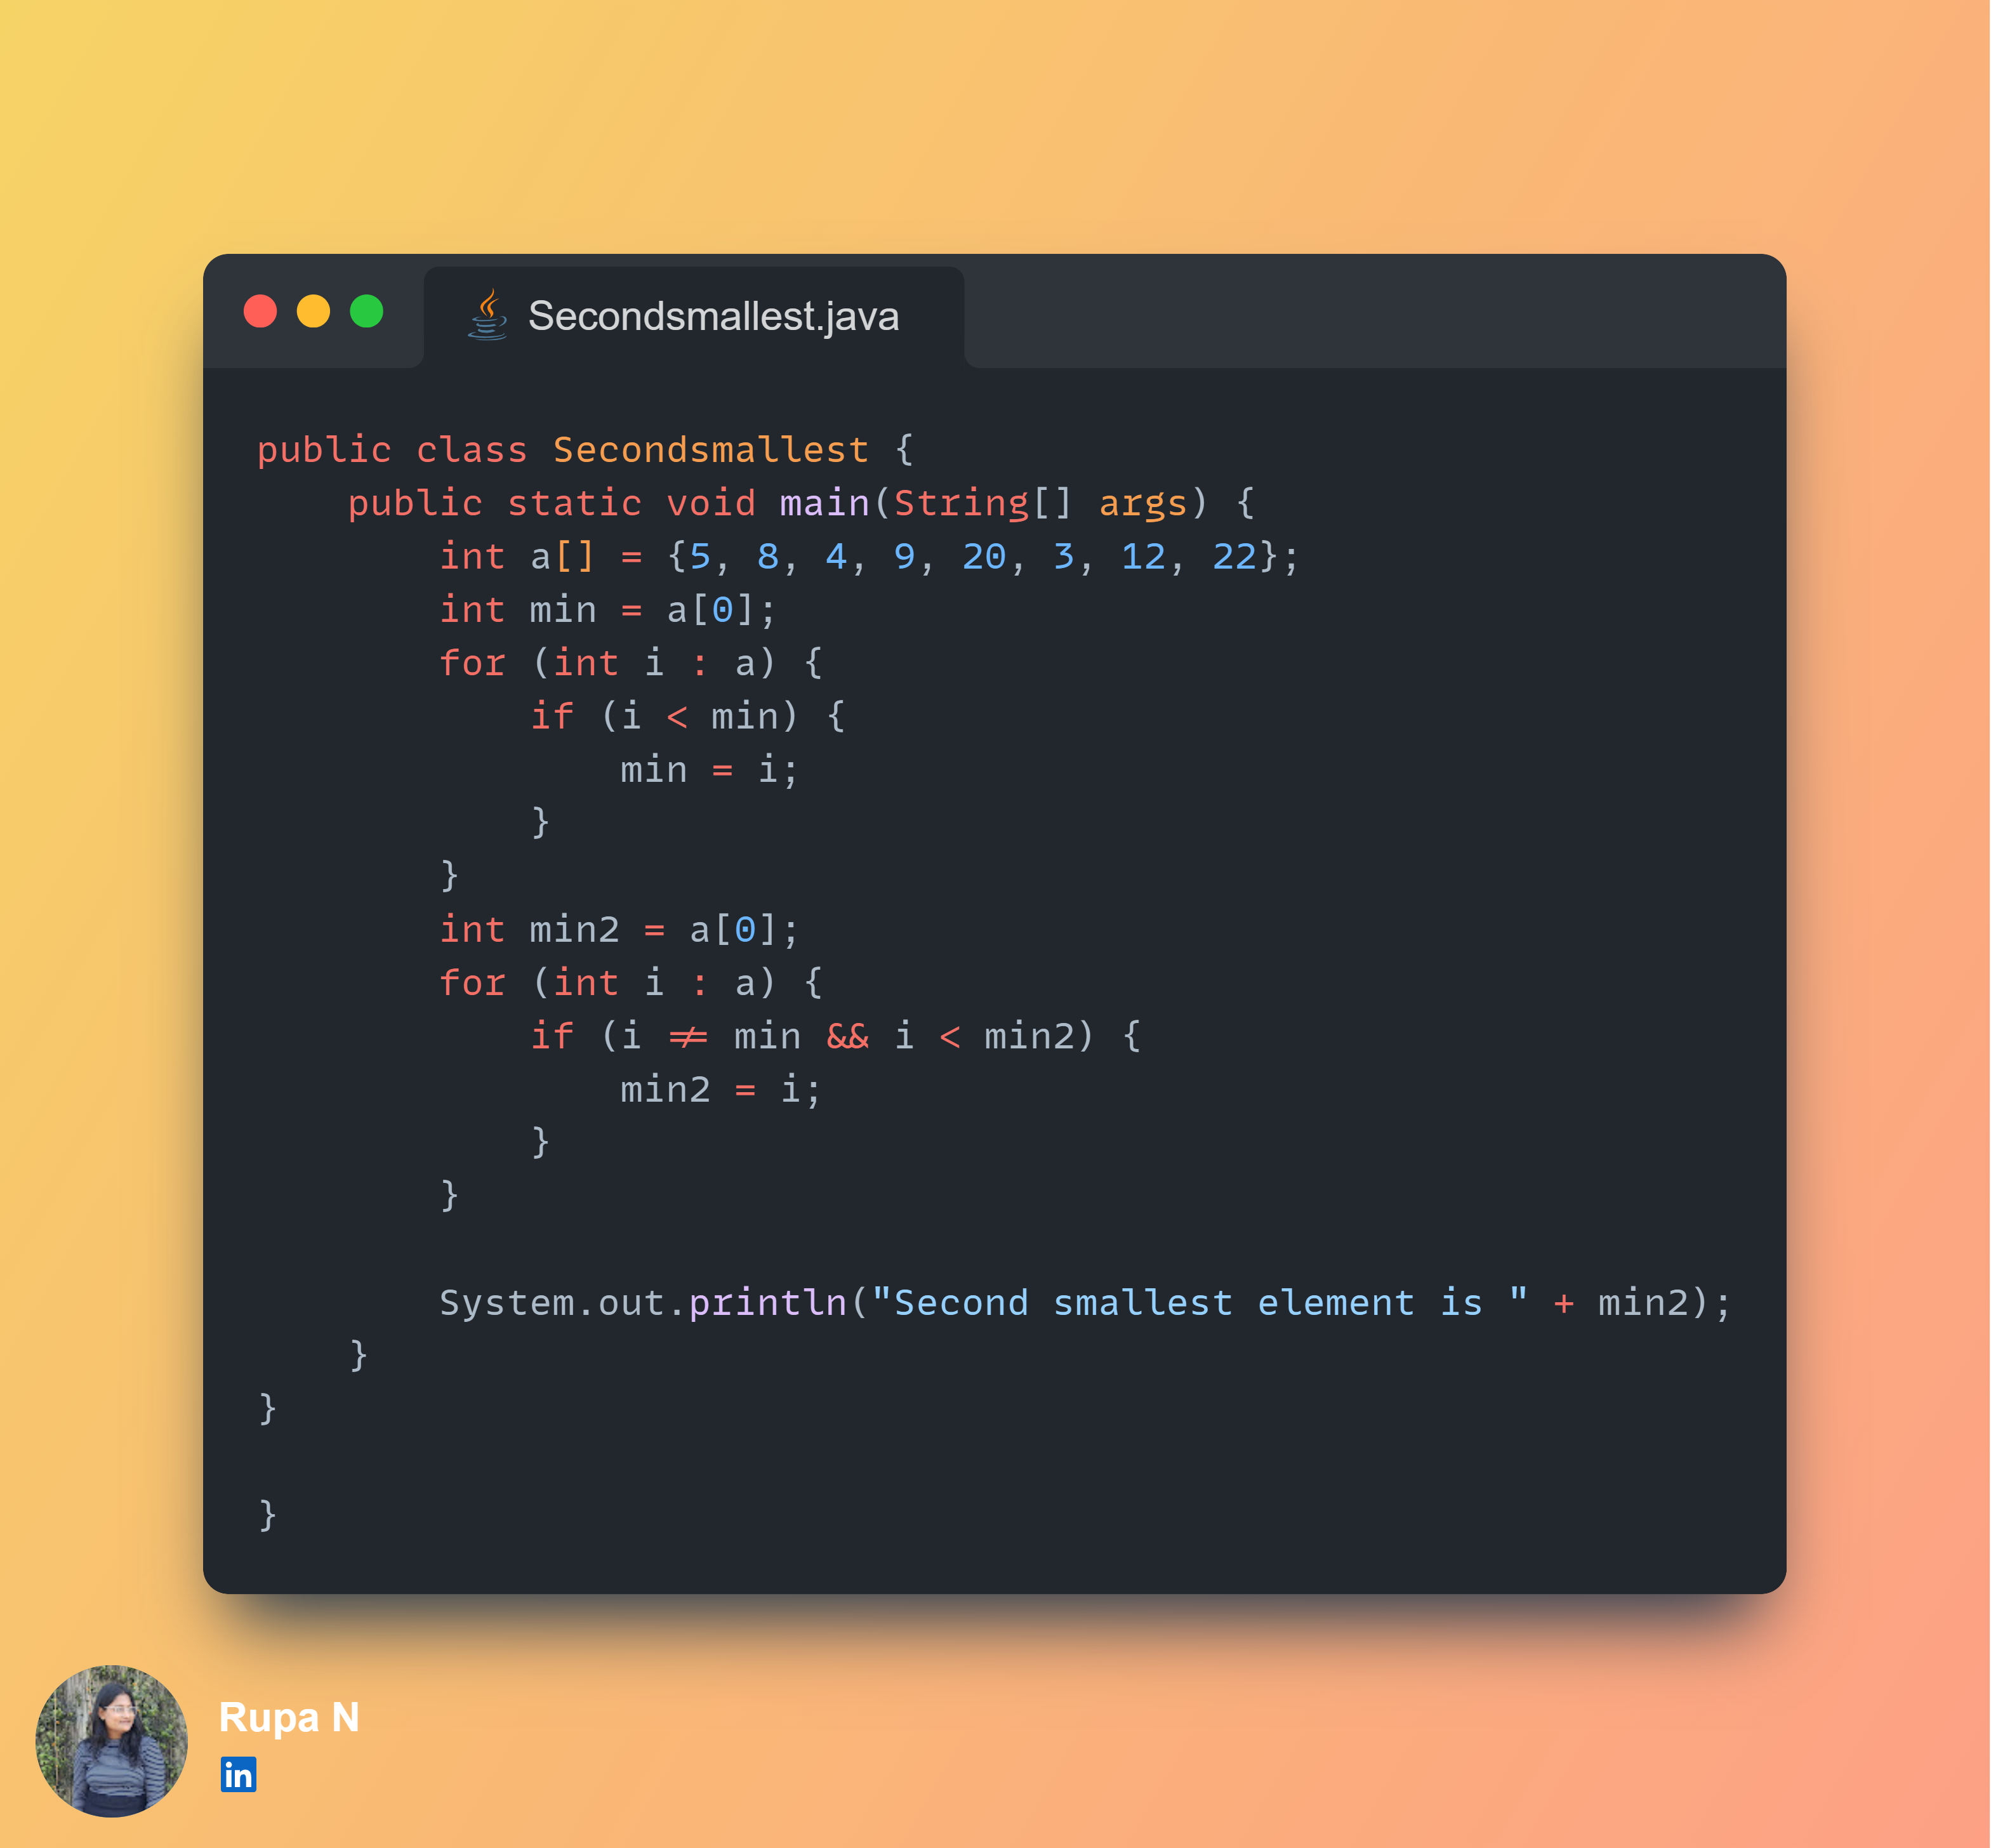 Secondsmallest.java
public class Secondsmallest {
    public static void main(String[] args) {
        int a[] = {5, 8, 4, 9, 20, 3, 12, 22};
        int min = a[0];
        for (int i : a) {
            if (i < min) {
                min = i;
            }
        }
        int min2 = a[0];
        for (int i : a) {
            if (i != min && i < min2) {
                min2 = i;
            }
        }

        System.out.println("Second smallest element is " + min2);
    }
}

}
Rupa N
in